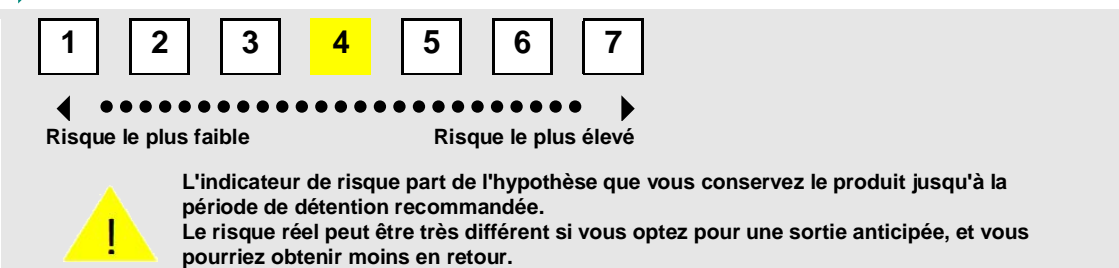 1 2 3 4 5 6 7
Risque le plus faible Risque le plus élevé
L'indicateur de risque part de l'hypothèse que vous conservez le produit jusqu'à la
période de détention recommandée.
!
Le risque réel peut être très différent si vous optez pour une sortie anticipée, et vous
pourriez obtenir moins en retour.